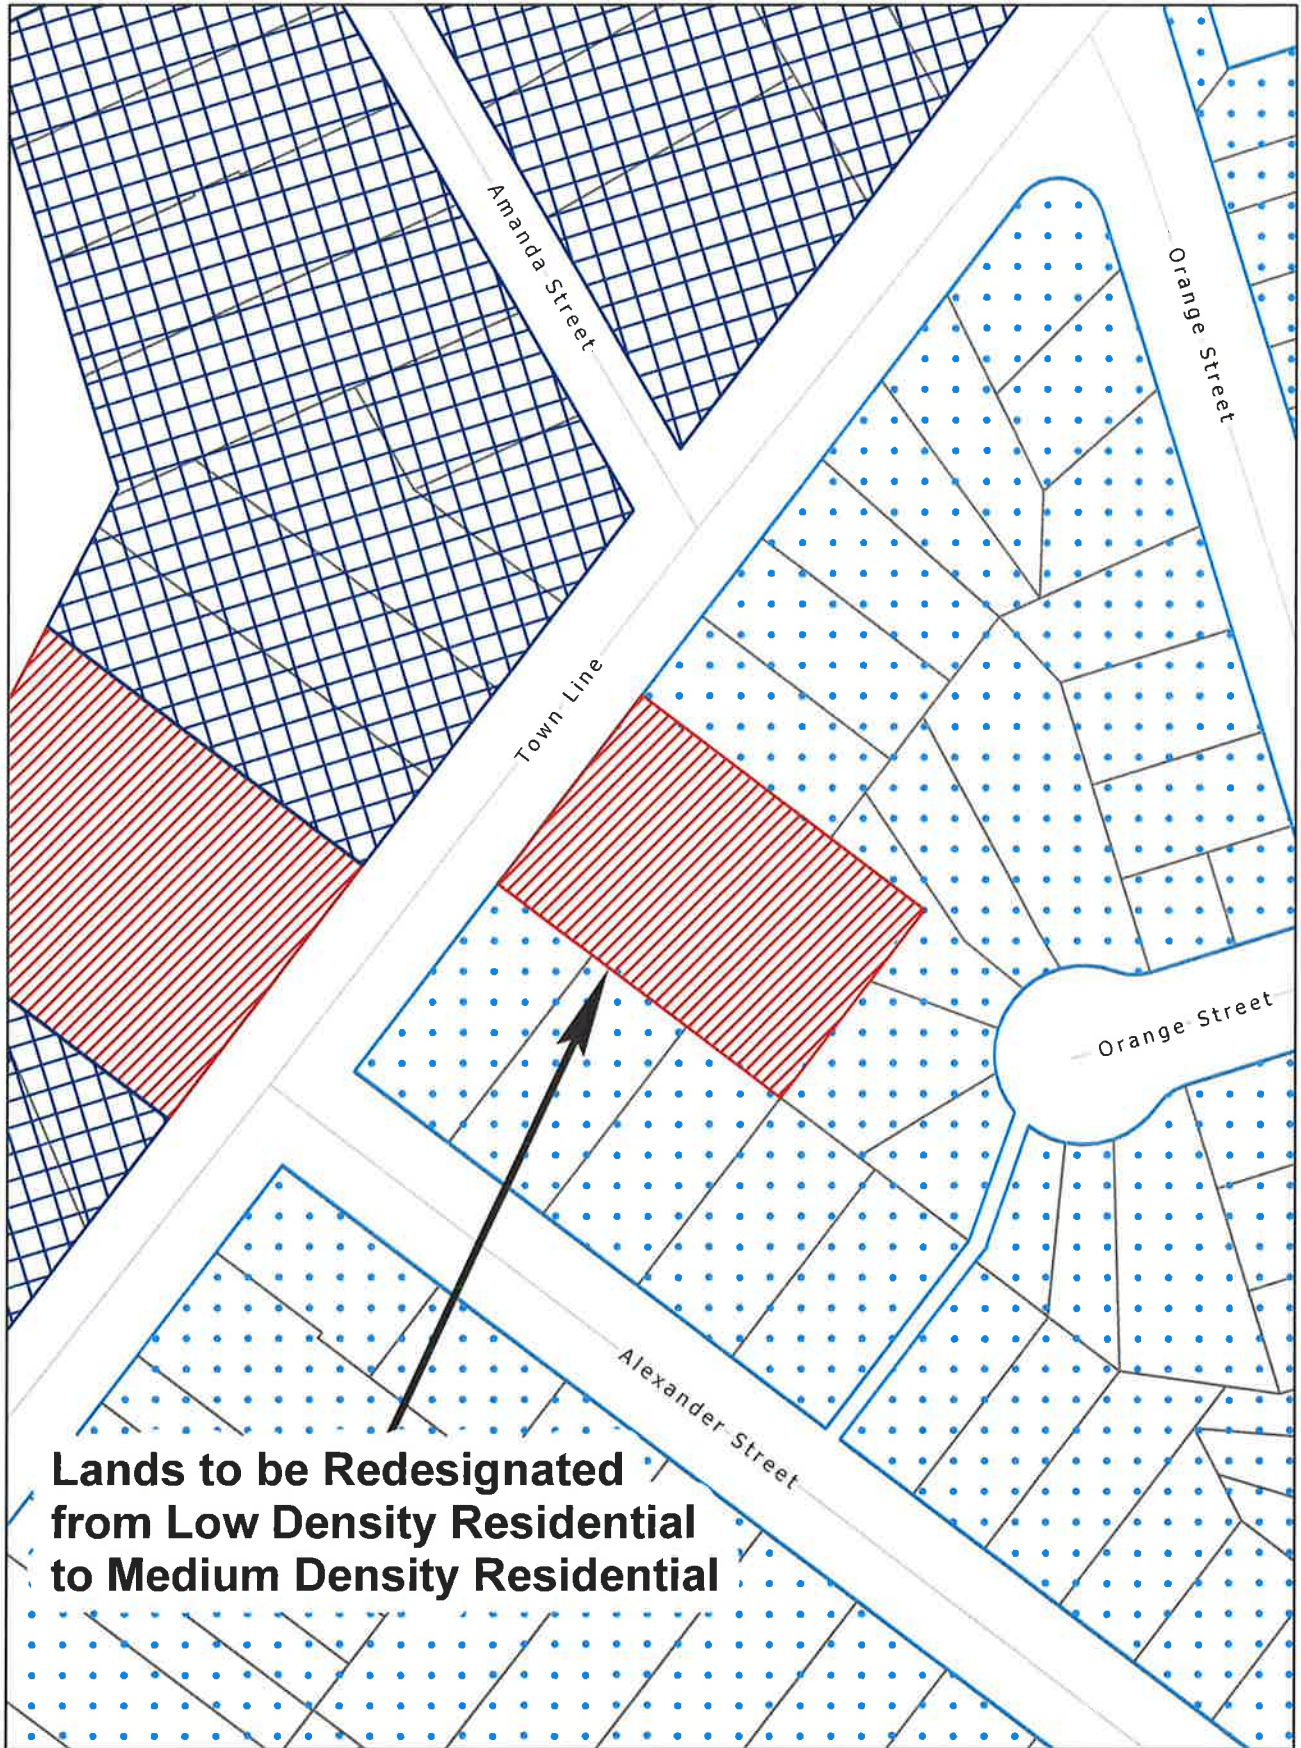 Amanda Street
Orange Street
Town Line
Orange Street
Alexander Street
Lands to be Redesignated
from Low Density Residential
to Medium Density Residential